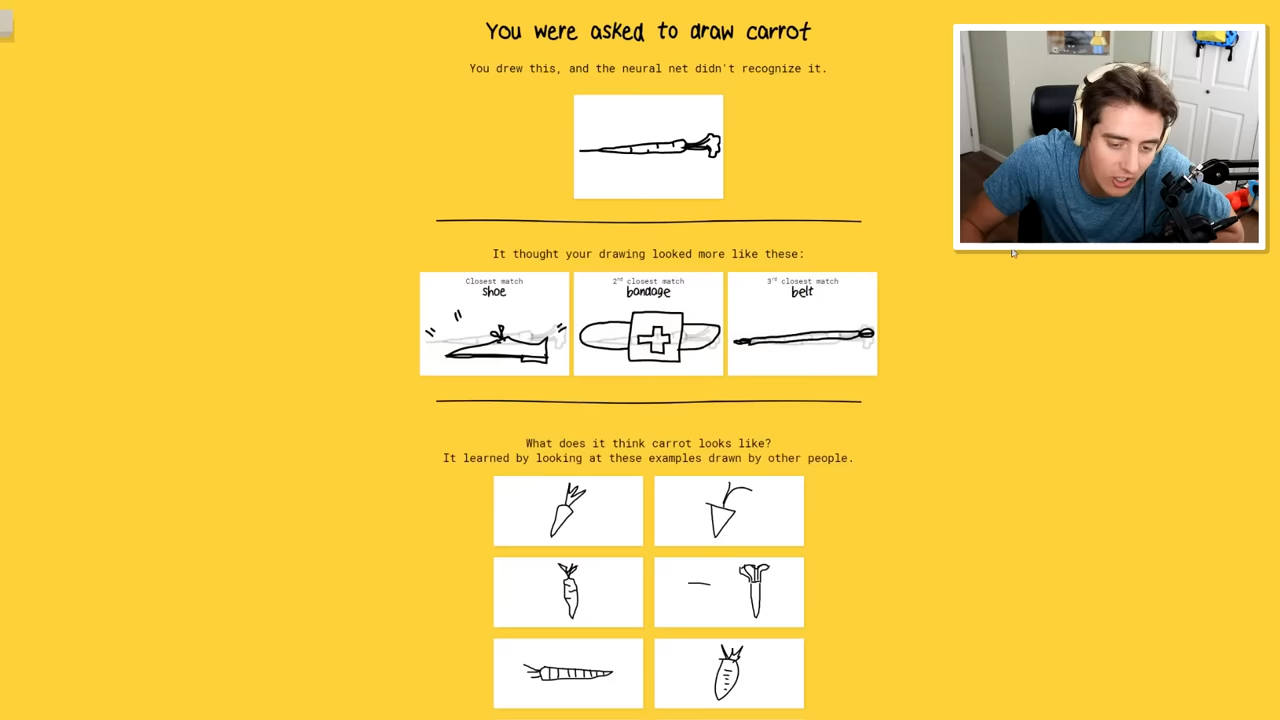 You were asked to draw carrot
You drew this, and the neural net didn't recognize it.
It thought your drawing looked more like these:
Closest match
shoe
2nd closest match
bandage
3rd closest match
belt
What does it think carrot looks like?
It learned by looking at these examples drawn by other people.